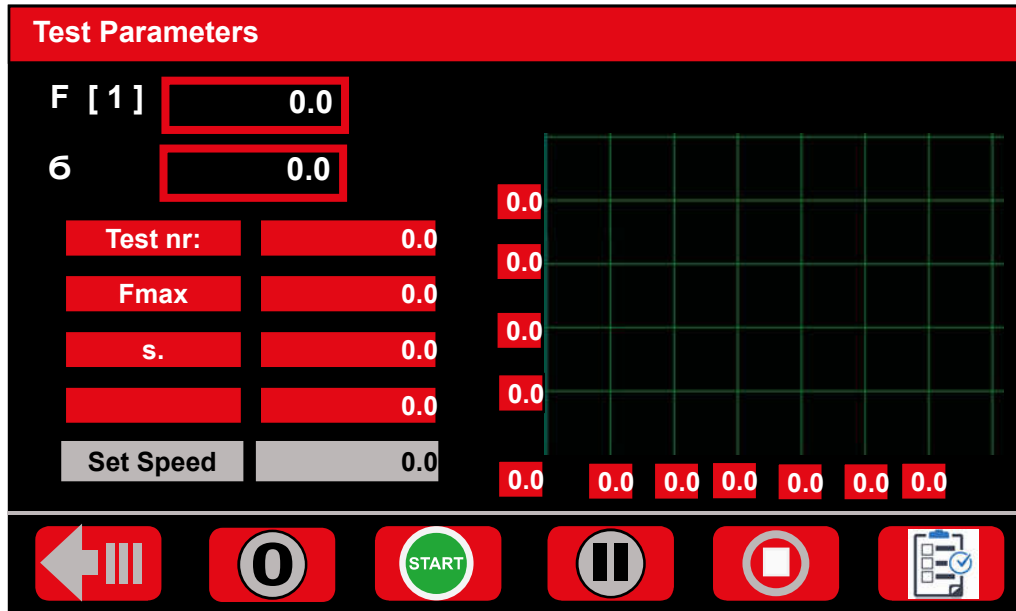 Test Parameters
F [ 1 ] 0.0
б 0.0
Test nr: 0.0
Fmax 0.0
s. 0.0
0.0
Set Speed 0.0
0.0
0.0
0.0
0.0
0.0 0.0 0.0 0.0 0.0 0.0 0.0
0
START